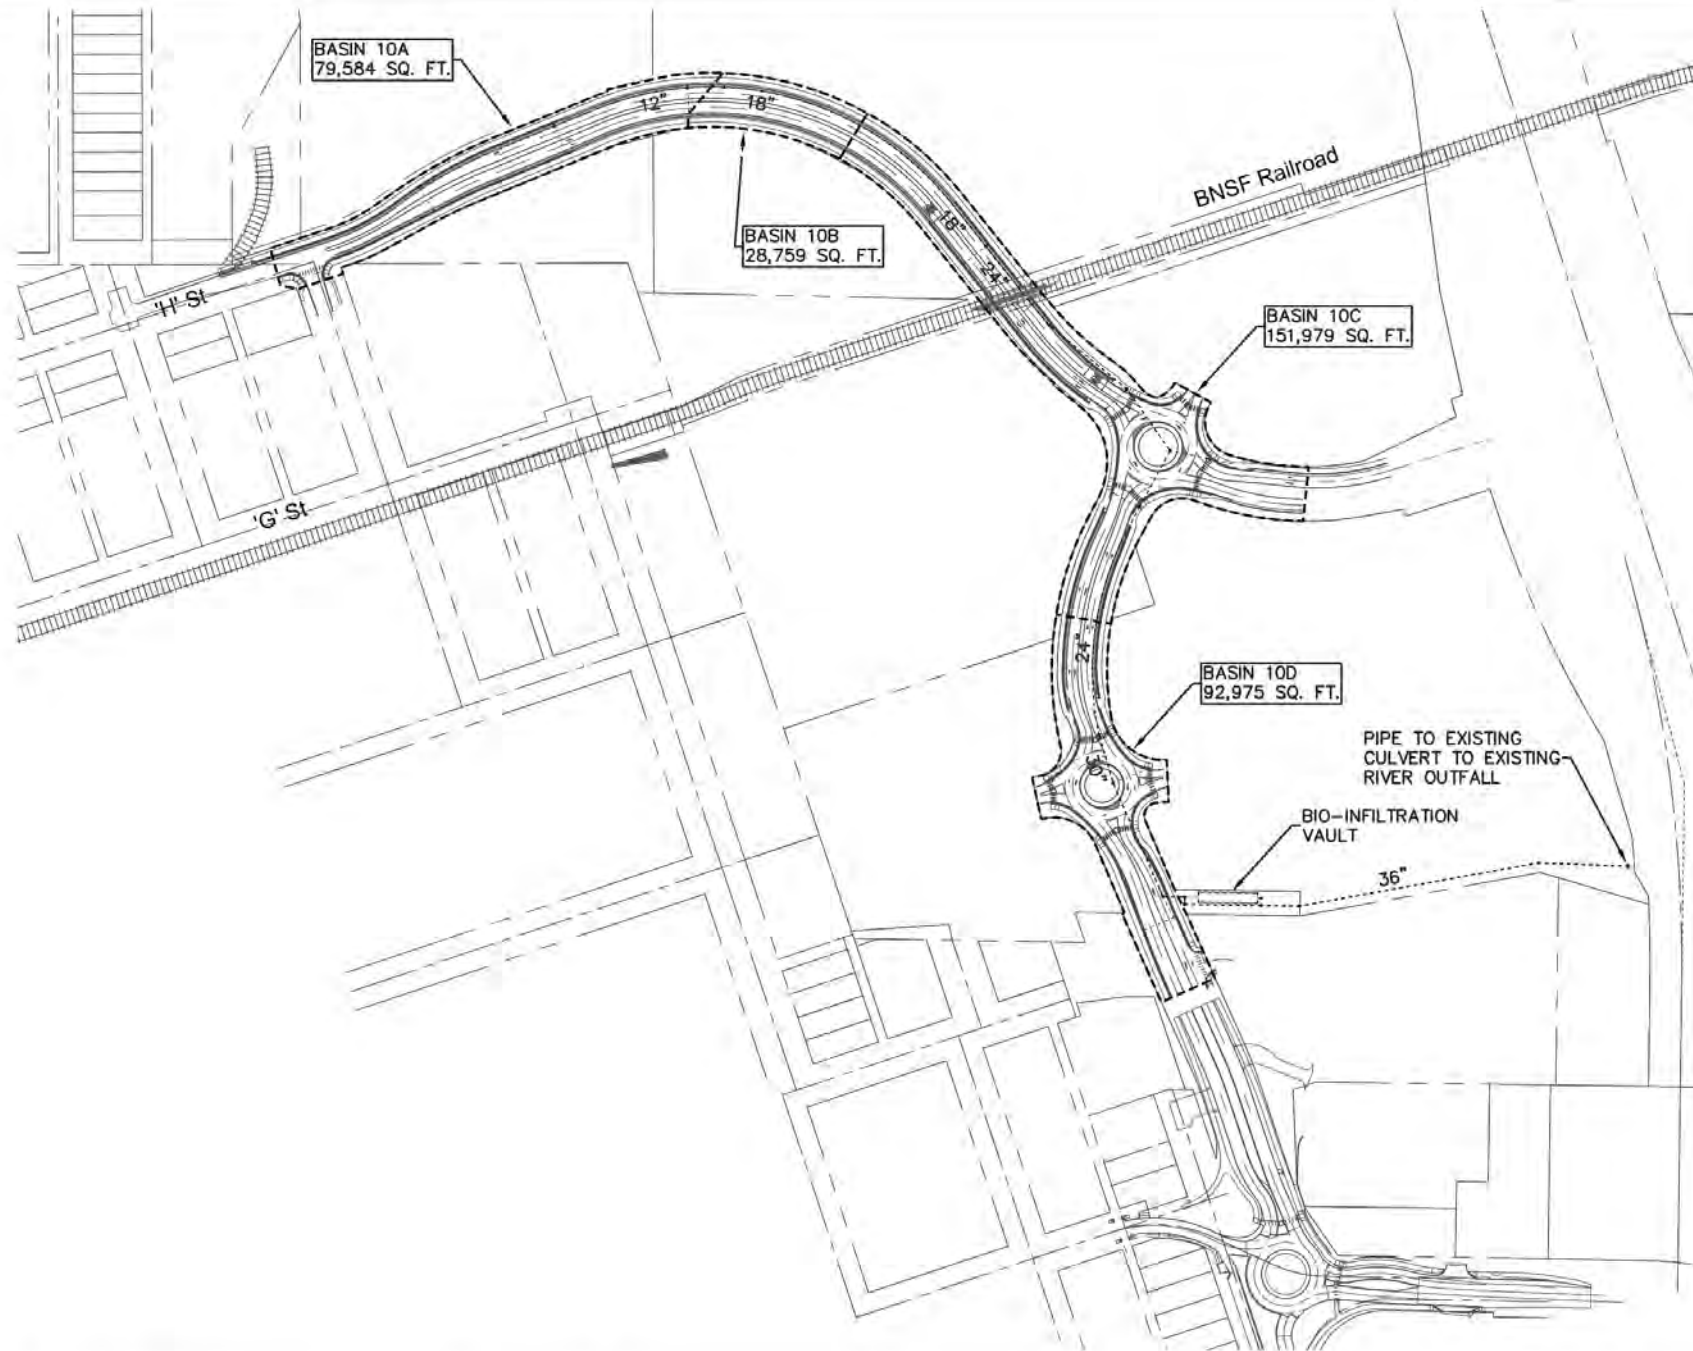 BASIN 10A
79,584 SQ. FT.
12"
18"
BNSF Railroad
BASIN 10B
28,759 SQ. FT.
18"
24"
'H' St
BASIN 10C
151,979 SQ. FT.
'G' St
24"
BASIN 10D
92,975 SQ. FT.
PIPE TO EXISTING
CULVERT TO EXISTING
RIVER OUTFALL
BIO-INFILTRATION
VAULT
36"